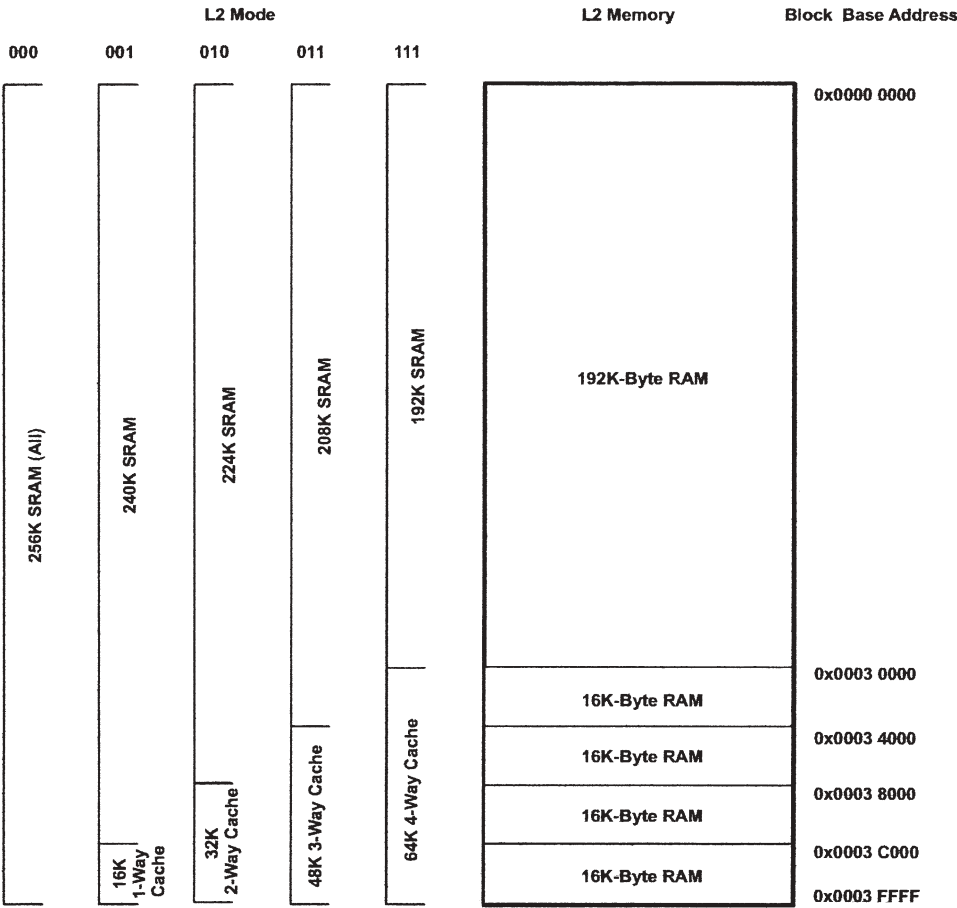 L2 Mode L2 Memory Block Base Address
000 001 010 011 111
0x0000 0000
256K SRAM (All)
240K SRAM
224K SRAM
208K SRAM
192K SRAM
192K-Byte RAM
0x0003 0000
16K-Byte RAM
0x0003 4000
16K-Byte RAM
0x0003 8000
16K-Byte RAM
0x0003 C000
16K-Byte RAM
0x0003 FFFF
16K
1-Way
Cache
32K
2-Way Cache
48K 3-Way Cache
64K 4-Way Cache